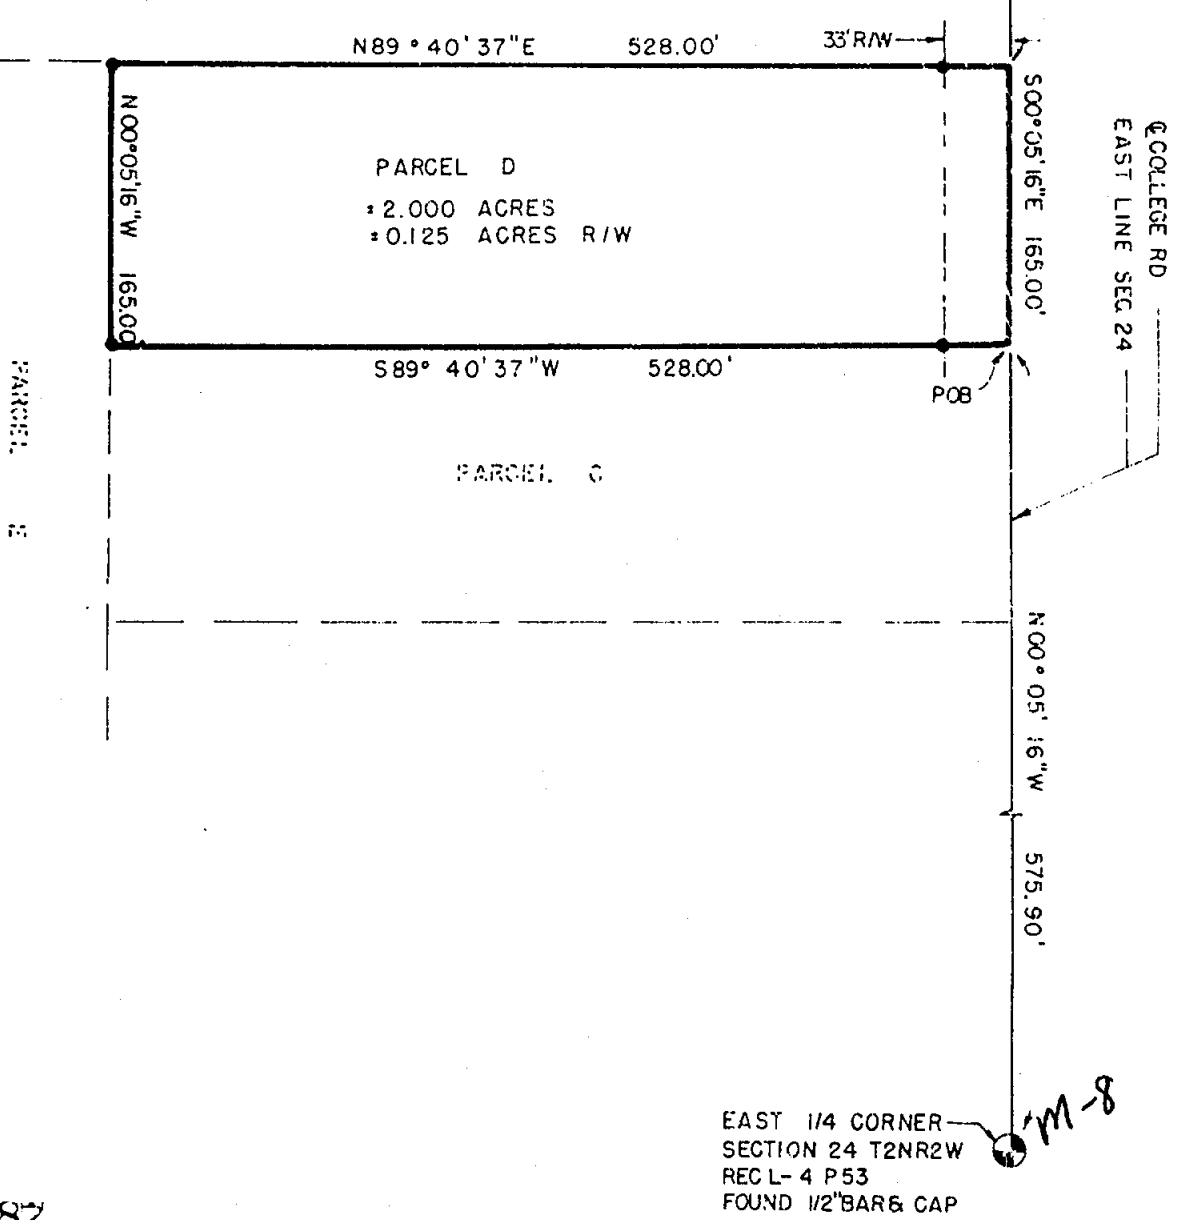 N89°40'37"E 528.00' 33'R/W
N00°05'16"W 165.00'
PARCEL D
±2.000 ACRES
±0.125 ACRES R/W
S00°05'16"E 165.00'
℄COLLEGE RD
EAST LINE SEC. 24
S89°40'37"W 528.00'
POB
PARCEL C
PARCEL E
N00°05'16"W 575.90'
EAST 1/4 CORNER
SECTION 24 T2NR2W
REC L-4 P53
FOUND 1/2"BAR& CAP
M-8